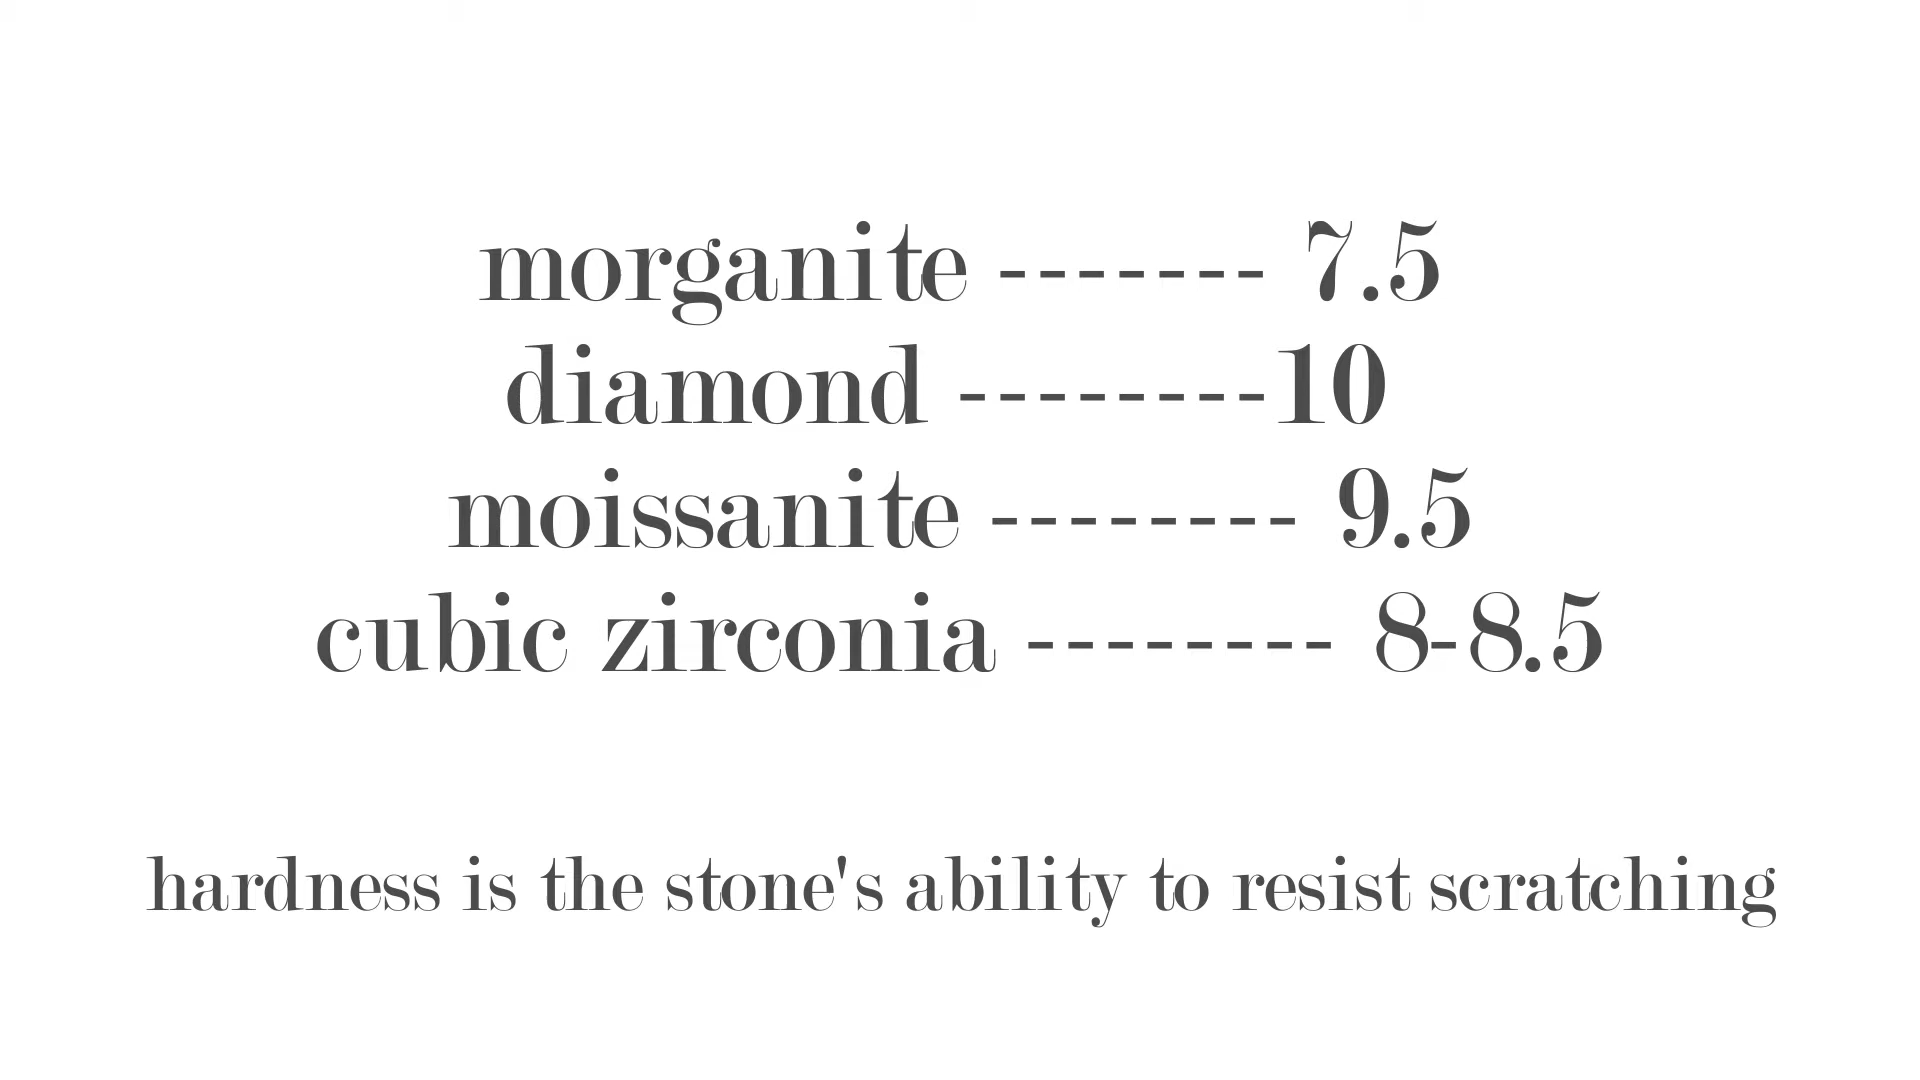 morganite ------- 7.5
diamond --------10
moissanite -------- 9.5
cubic zirconia -------- 8-8.5
hardness is the stone's ability to resist scratching